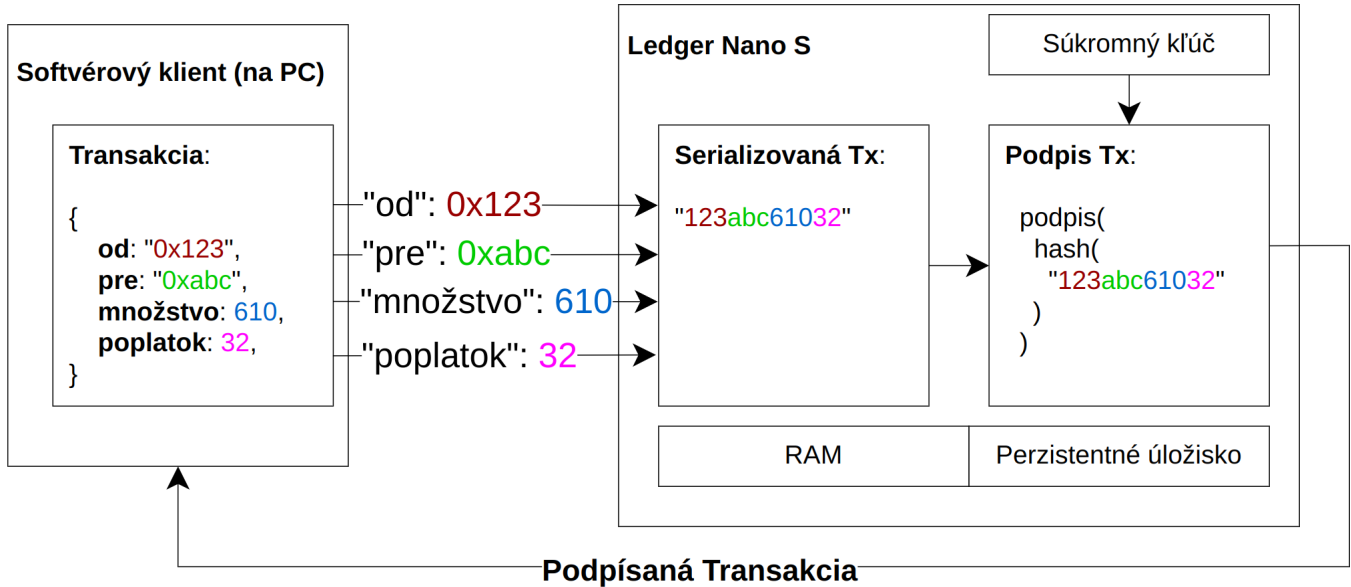 Softvérový klient (na PC)
Transakcia:
{
od: "0x123",
pre: "0xabc",
množstvo: 610,
poplatok: 32,
}
"od": 0x123
"pre": 0xabc
"množstvo": 610
"poplatok": 32
Ledger Nano S
Súkromný kľúč
Serializovaná Tx:
"123abc61032"
Podpis Tx:
podpis(
hash(
"123abc61032"
)
)
RAM
Perzistentné úložisko
Podpísaná Transakcia